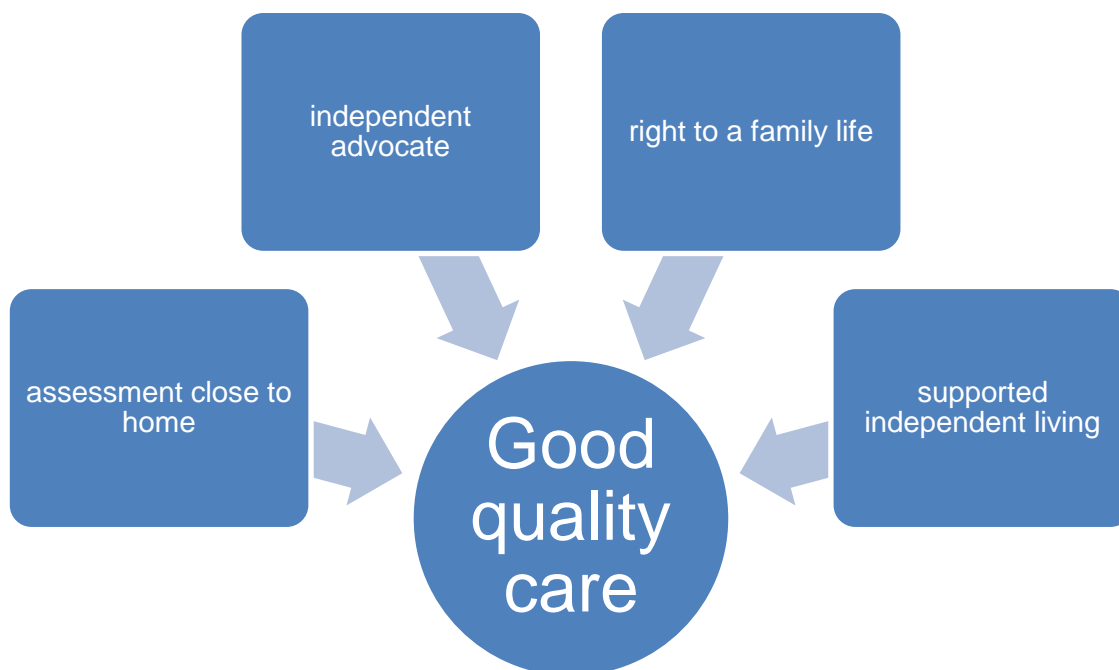 independent
advocate
right to a family life
assessment close to
home
supported
independent living
Good
quality
care